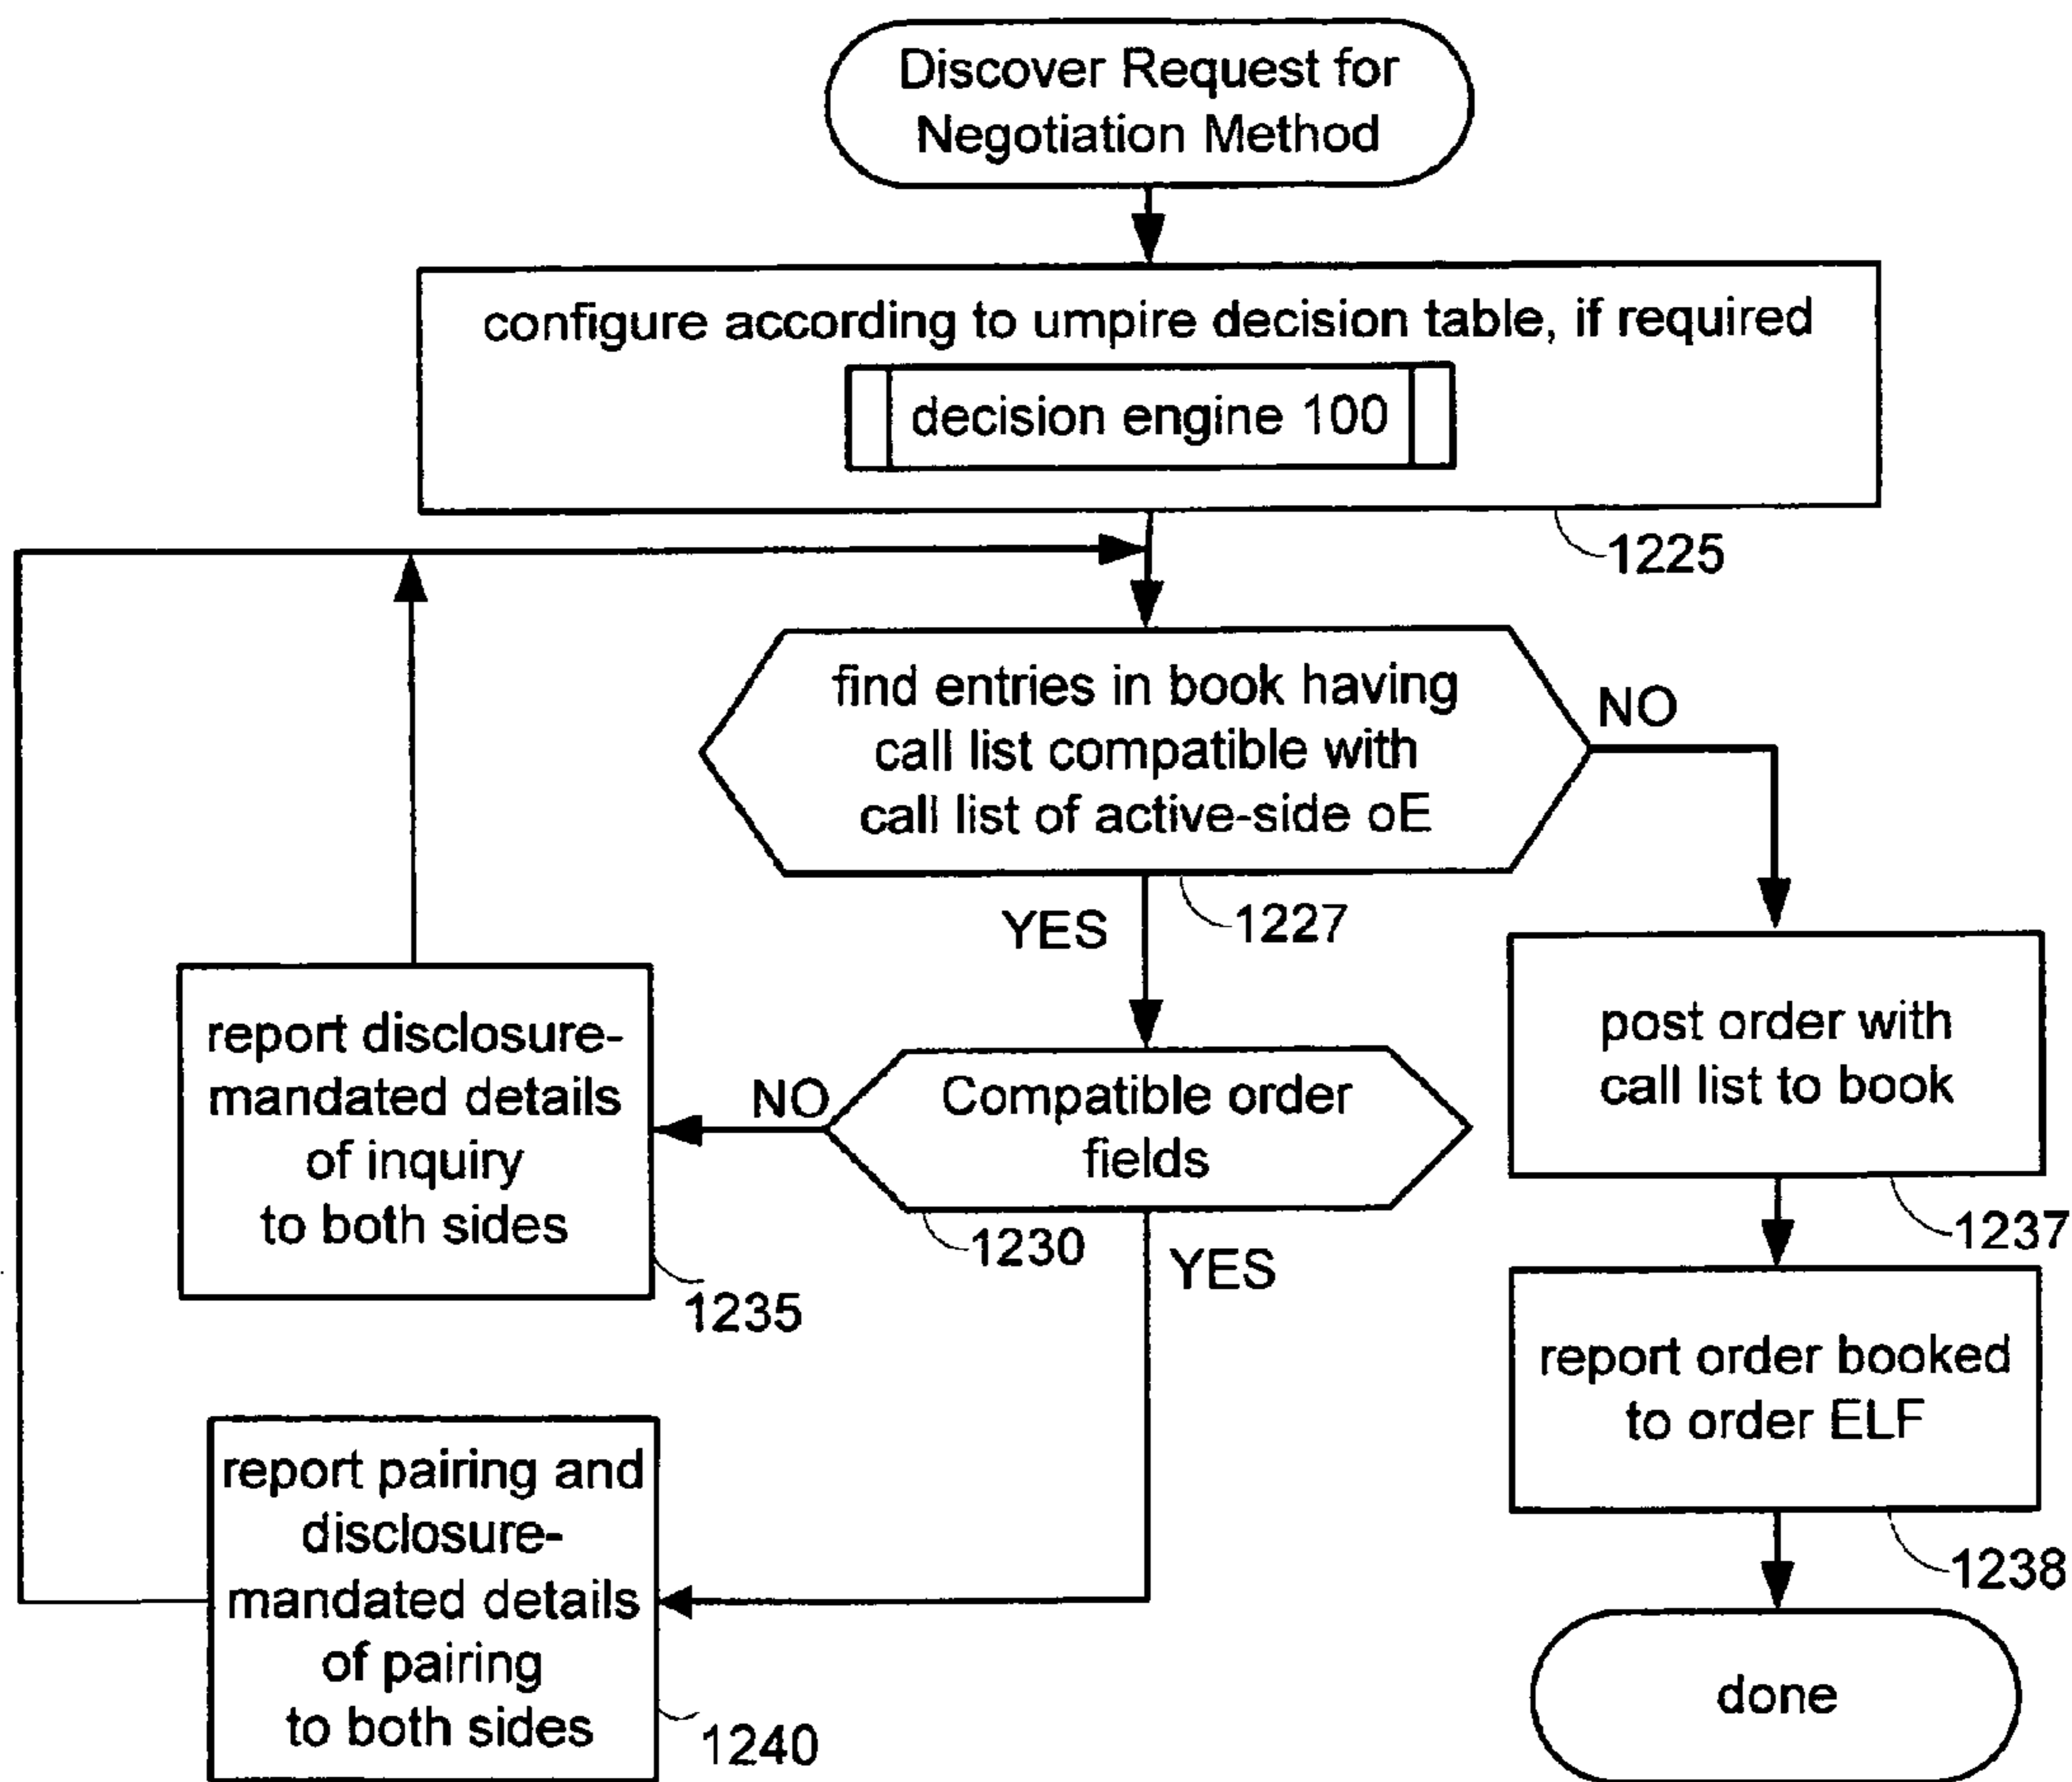 Discover Request for
Negotiation Method
configure according to umpire decision table, if required
decision engine 100
1225
find entries in book having
call list compatible with
call list of active-side oE
NO
YES
1227
report disclosure-
mandated details
of inquiry
to both sides
1235
NO
Compatible order
fields
1230
YES
post order with
call list to book
1237
report order booked
to order ELF
1238
report pairing and
disclosure-
mandated details
of pairing
to both sides
1240
done